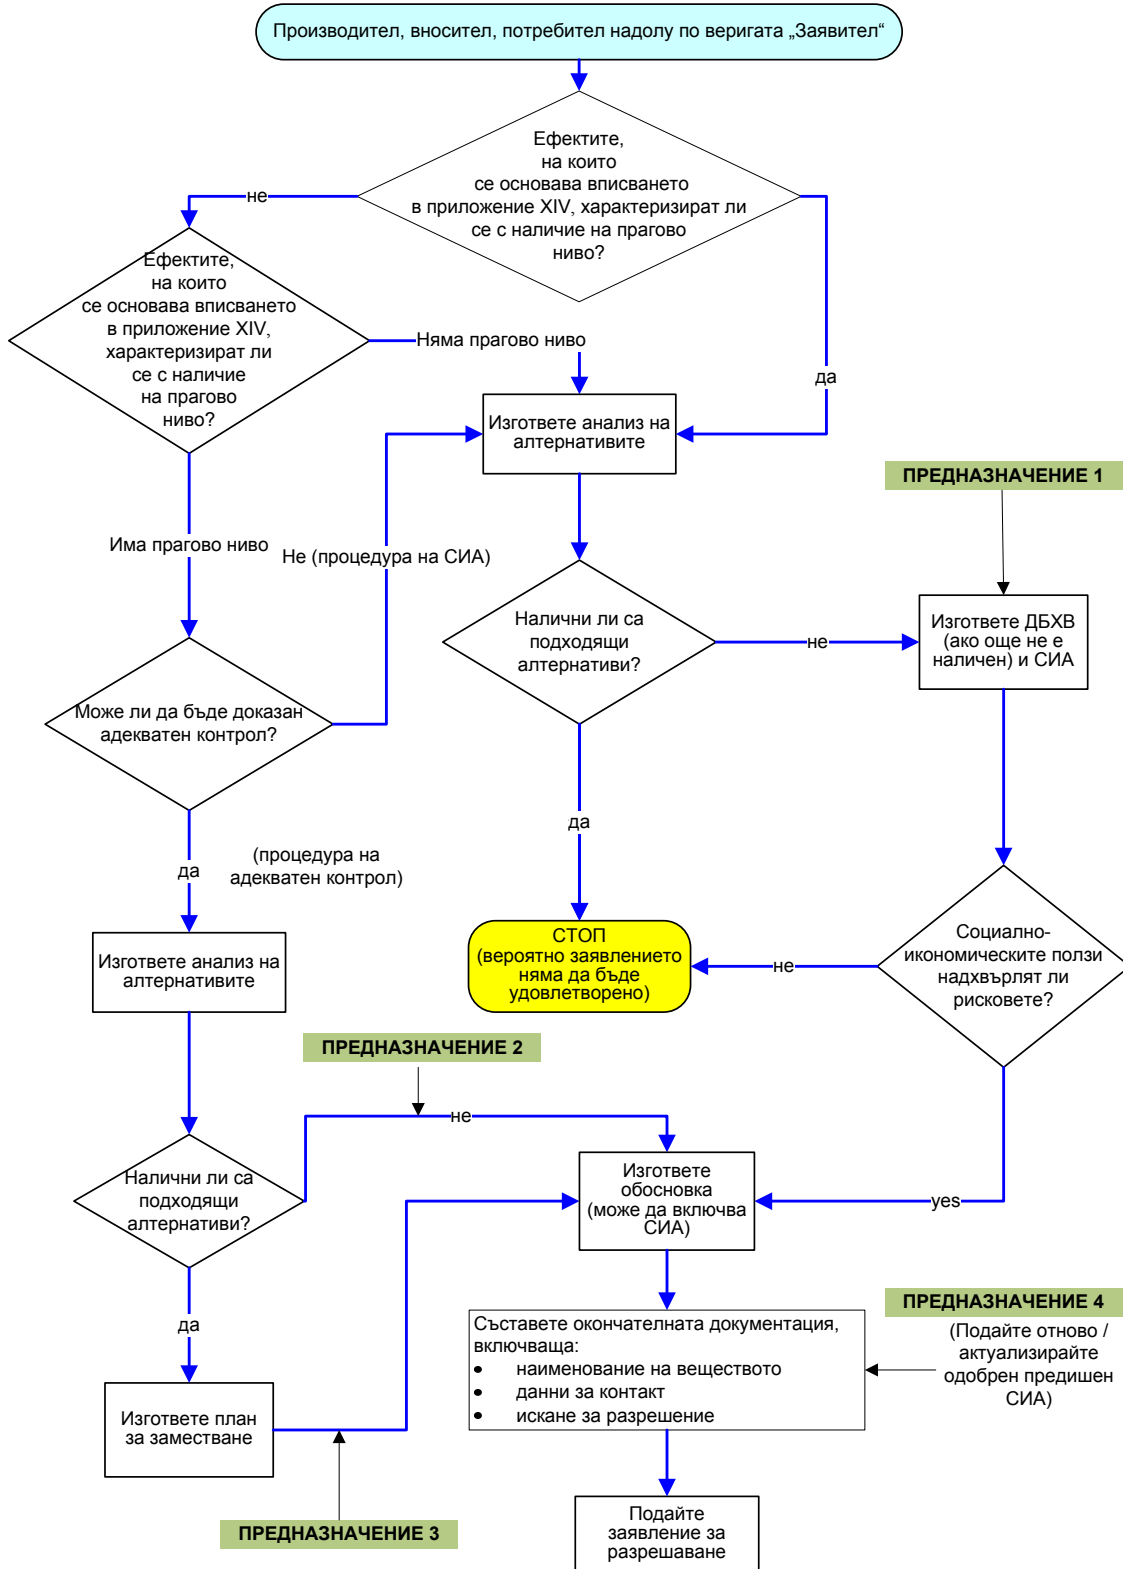 Производител, вносител, потребител надолу по веригата „Заявител“
Ефектите,
на които
се основава вписването
в приложение XIV, характеризират ли
се с наличие на прагово
ниво?
не
да
Ефектите,
на които
се основава вписването
в приложение XIV,
характеризират ли
се с наличие
на прагово
ниво?
Няма прагово ниво
Изгответе анализ на
алтернативите
ПРЕДНАЗНАЧЕНИЕ 1
Има прагово ниво
Не (процедура на СИА)
Налични ли са
подходящи
алтернативи?
не
Изгответе ДБХВ
(ако още не е
наличен) и СИА
Може ли да бъде доказан
адекватен контрол?
да
да
(процедура на
адекватен контрол)
Изгответе анализ на
алтернативите
СТОП
(вероятно заявлението
няма да бъде
удовлетворено)
не
Социално-
икономическите ползи
надхвърлят ли
рисковете?
ПРЕДНАЗНАЧЕНИЕ 2
не
Налични ли са
подходящи
алтернативи?
Изгответе
обосновка
(може да включва
СИА)
yes
да
Съставете окончателната документация,
включваща:
• наименование на веществото
• данни за контакт
• искане за разрешение
ПРЕДНАЗНАЧЕНИЕ 4
(Подайте отново /
актуализирайте
одобрен предишен
СИА)
Изгответе план
за заместване
ПРЕДНАЗНАЧЕНИЕ 3
Подайте
заявление за
разрешаване